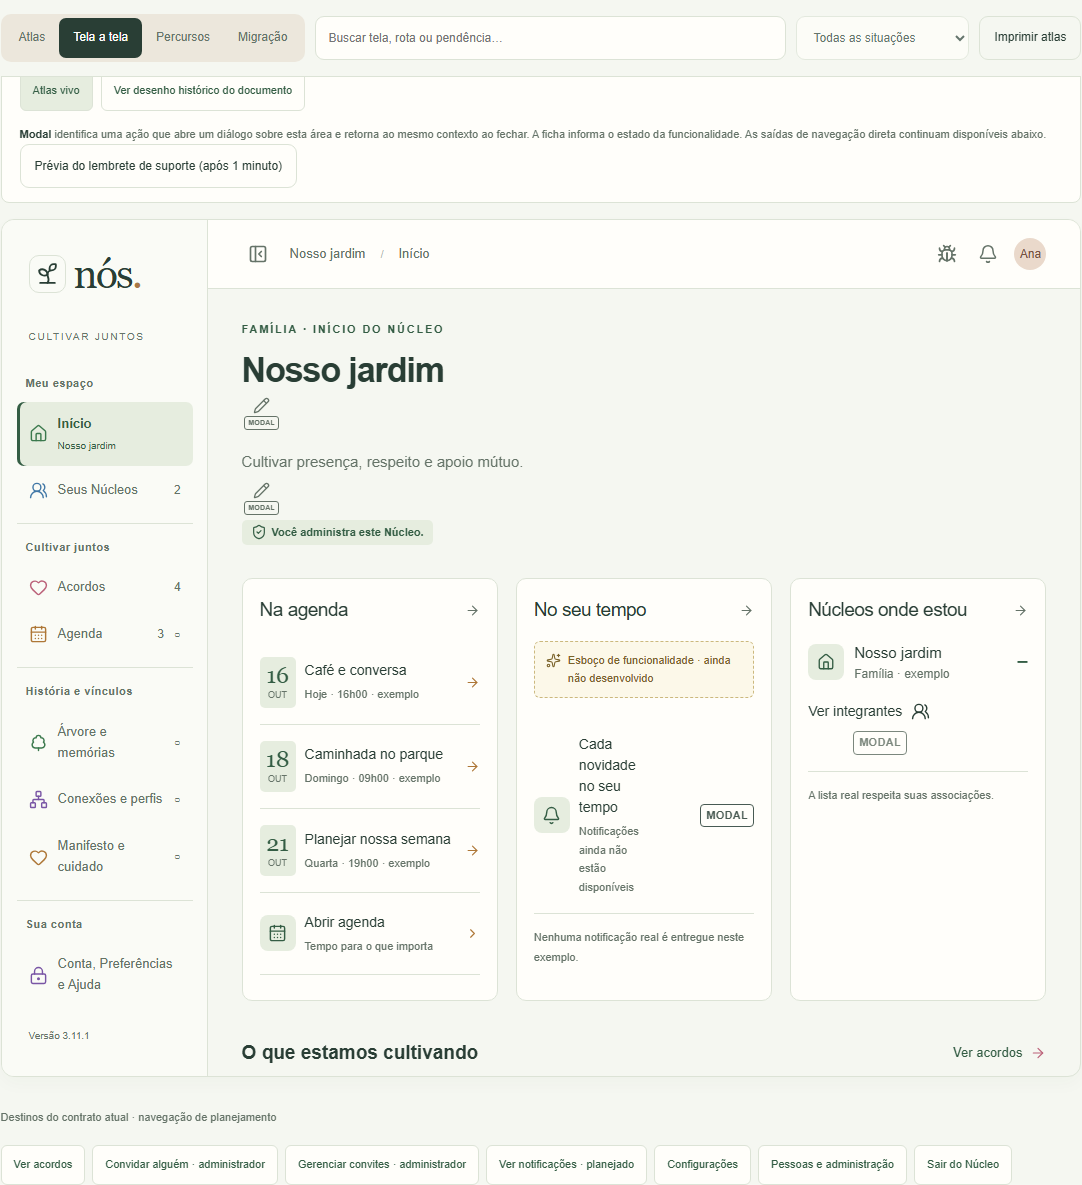 Atlas
Tela a tela
Percursos
Migração
Buscar tela, rota ou pendência...
Todas as situações
Imprimir atlas
Atlas vivo
Ver desenho histórico do documento
Modal identifica uma ação que abre um diálogo sobre esta área e retorna ao mesmo contexto ao fechar. A ficha informa o estado da funcionalidade. As saídas de navegação direta continuam disponíveis abaixo.
Prévia do lembrete de suporte (após 1 minuto)
nós.
CULTIVAR JUNTOS
Meu espaço
Início
Nosso jardim
Seus Núcleos 2
Cultivar juntos
Acordos 4
Agenda 3
História e vínculos
Árvore e
memórias
Conexões e perfis
Manifesto e
cuidado
Sua conta
Conta, Preferências
e Ajuda
Versão 3.11.1
Nosso jardim / Início
Ana
FAMÍLIA · INÍCIO DO NÚCLEO
Nosso jardim
MODAL
Cultivar presença, respeito e apoio mútuo.
MODAL
Você administra este Núcleo.
Na agenda
16
OUT
Café e conversa
Hoje · 16h00 · exemplo
18
OUT
Caminhada no parque
Domingo · 09h00 · exemplo
21
OUT
Planejar nossa semana
Quarta · 19h00 · exemplo
Abrir agenda
Tempo para o que importa
No seu tempo
Esboço de funcionalidade · ainda
não desenvolvido
Cada
novidade
no seu
tempo
Notificações
ainda não
estão
disponíveis
MODAL
Nenhuma notificação real é entregue neste
exemplo.
Núcleos onde estou
Nosso jardim
Família · exemplo
Ver integrantes
MODAL
A lista real respeita suas associações.
O que estamos cultivando
Ver acordos
Destinos do contrato atual · navegação de planejamento
Ver acordos
Convidar alguém · administrador
Gerenciar convites · administrador
Ver notificações · planejado
Configurações
Pessoas e administração
Sair do Núcleo